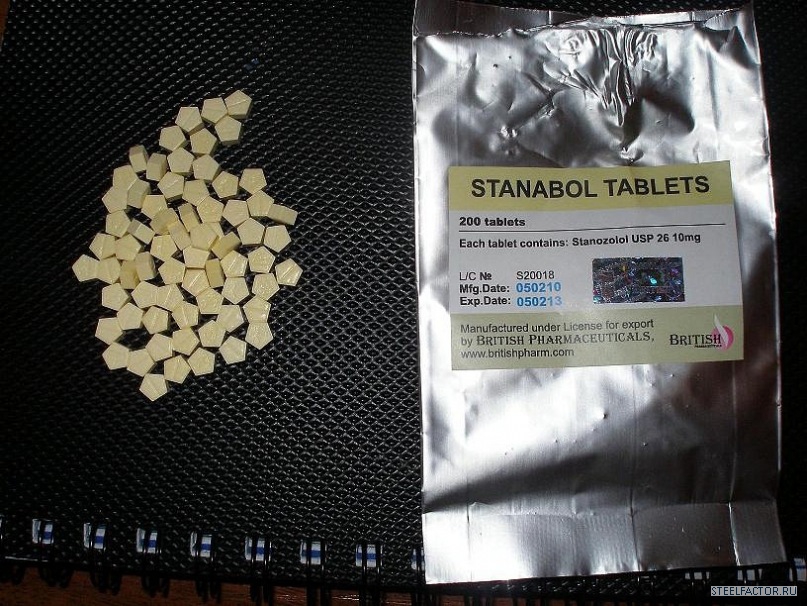 STANABOL TABLETS
200 tablets
Each tablet contains: Stanozolol USP 26 10mg
L/C № S20018
Mfg.Date: 050210
Exp.Date: 050213
Manufactured under License for export
by BRITISH PHARMACEUTICALS,
www.britishpharm.com
BRITISH
PHARMACEUTICALS
STEELFACTOR.RU